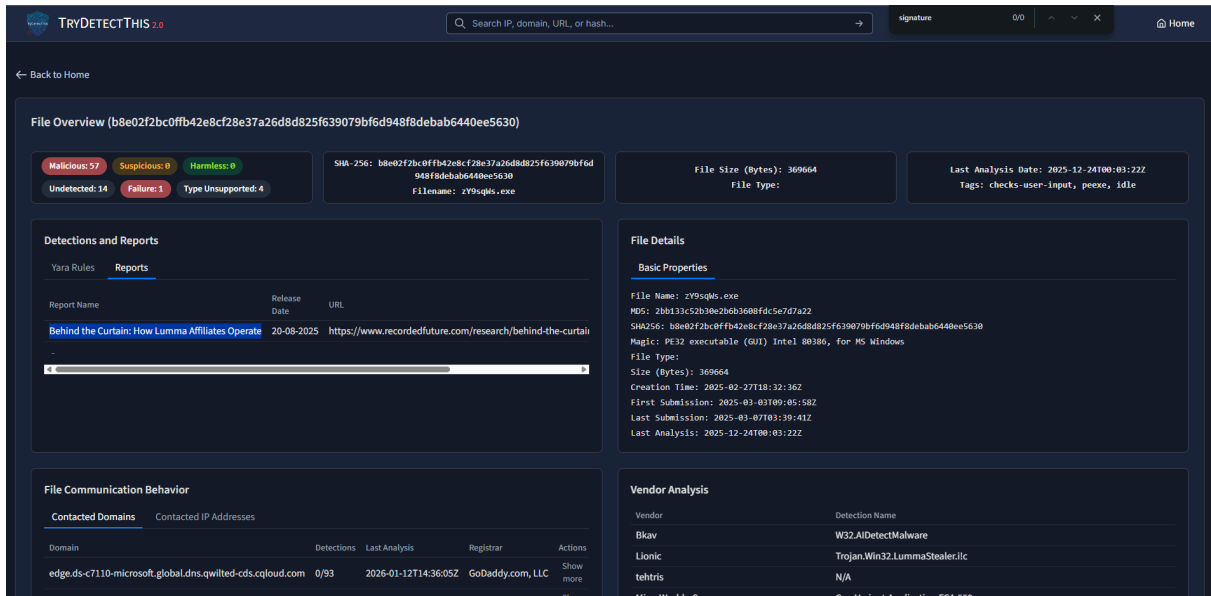 TRYDETECTTHIS 2.0
Search IP, domain, URL, or hash...
signature
0/0
Home
Back to Home
File Overview (b8e02f2bc0ffb42e8cf28e37a26d8d825f639079bf6d948f8debab6440ee5630)
Malicious: 57
Suspicious: 0
Harmless: 0
Undetected: 14
Failure: 1
Type Unsupported: 4
SHA-256: b8e02f2bc0ffb42e8cf28e37a26d8d825f639079bf6d
948f8debab6440ee5630
Filename: zY9sqWs.exe
File Size (Bytes): 369664
File Type:
Last Analysis Date: 2025-12-24T00:03:22Z
Tags: checks-user-input, peexe, idle
Detections and Reports
Yara Rules
Reports
Report Name
Release Date
URL
Behind the Curtain: How Lumma Affiliates Operate
20-08-2025
https://www.recordedfuture.com/research/behind-the-curtain
-
File Details
Basic Properties
File Name: zY9sqWs.exe
MD5: 2bb133c52b30e2b6b3608fdc5e7d7a22
SHA256: b8e02f2bc0ffb42e8cf28e37a26d8d825f639079bf6d948f8debab6440ee5630
Magic: PE32 executable (GUI) Intel 80386, for MS Windows
File Type:
Size (Bytes): 369664
Creation Time: 2025-02-27T18:32:36Z
First Submission: 2025-03-03T09:05:58Z
Last Submission: 2025-03-07T03:39:41Z
Last Analysis: 2025-12-24T00:03:22Z
File Communication Behavior
Contacted Domains
Contacted IP Addresses
Domain
Detections
Last Analysis
Registrar
Actions
edge.ds-c7110-microsoft.global.dns.qwilted-cds.cqloud.com
0/93
2026-01-12T14:36:05Z
GoDaddy.com, LLC
Show more
Vendor Analysis
Vendor
Detection Name
Bkav
W32.AIDetectMalware
Lionic
Trojan.Win32.LummaStealer.i!c
tehtris
N/A